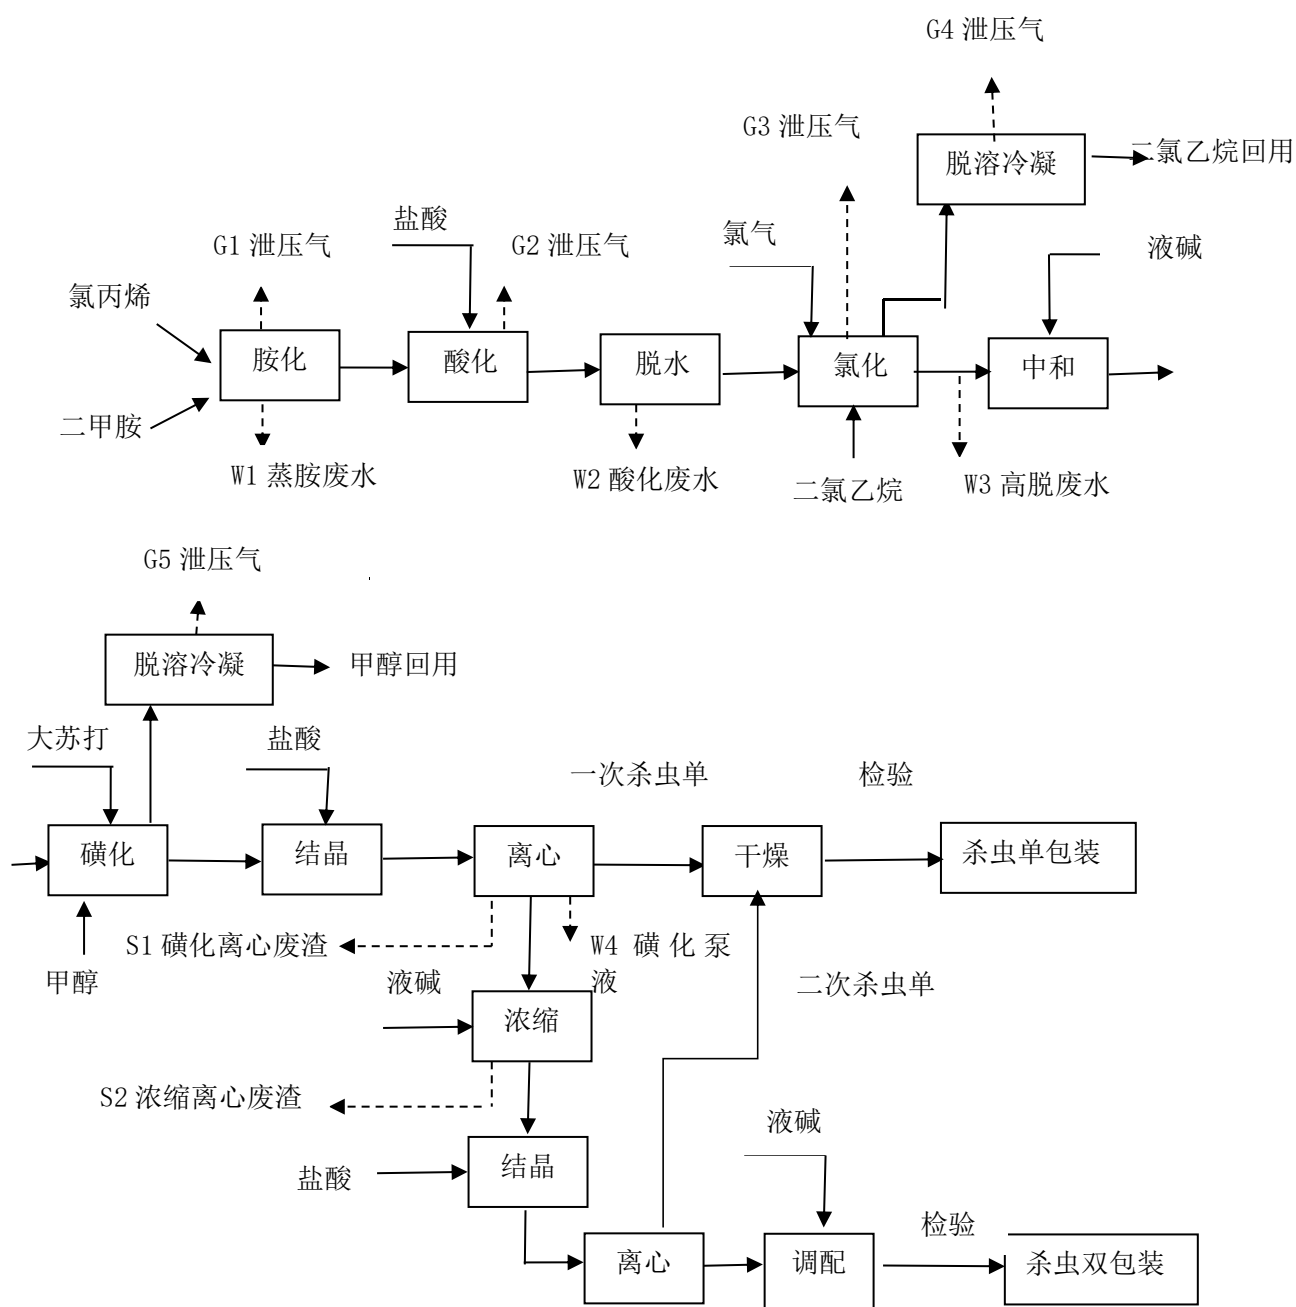 G4 泄压气
G3 泄压气
脱溶冷凝
二氯乙烷回用
盐酸
G1 泄压气
G2 泄压气
氯气
液碱
氯丙烯
胺化
酸化
脱水
氯化
中和
二甲胺
W1 蒸胺废水
W2 酸化废水
二氯乙烷
W3 高脱废水
G5 泄压气
脱溶冷凝
甲醇回用
大苏打
盐酸
一次杀虫单
检验
磺化
结晶
离心
干燥
杀虫单包装
S1 磺化离心废渣
W4 磺化泵
液
甲醇
液碱
二次杀虫单
浓缩
S2 浓缩离心废渣
液碱
盐酸
结晶
检验
离心
调配
杀虫双包装